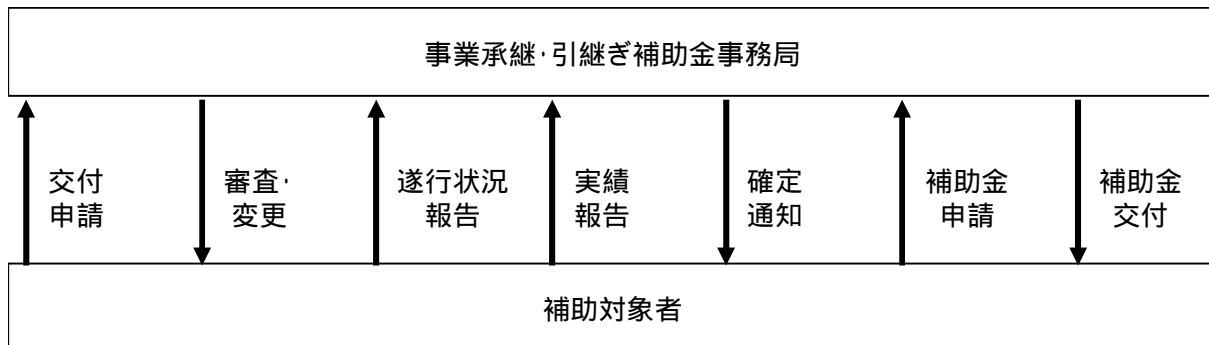 事業承継·引継ぎ補助金事務局
交付
申請
審査·
変更
遂行状況
報告
実績
報告
確定
通知
補助金
申請
補助金
交付
補助対象者